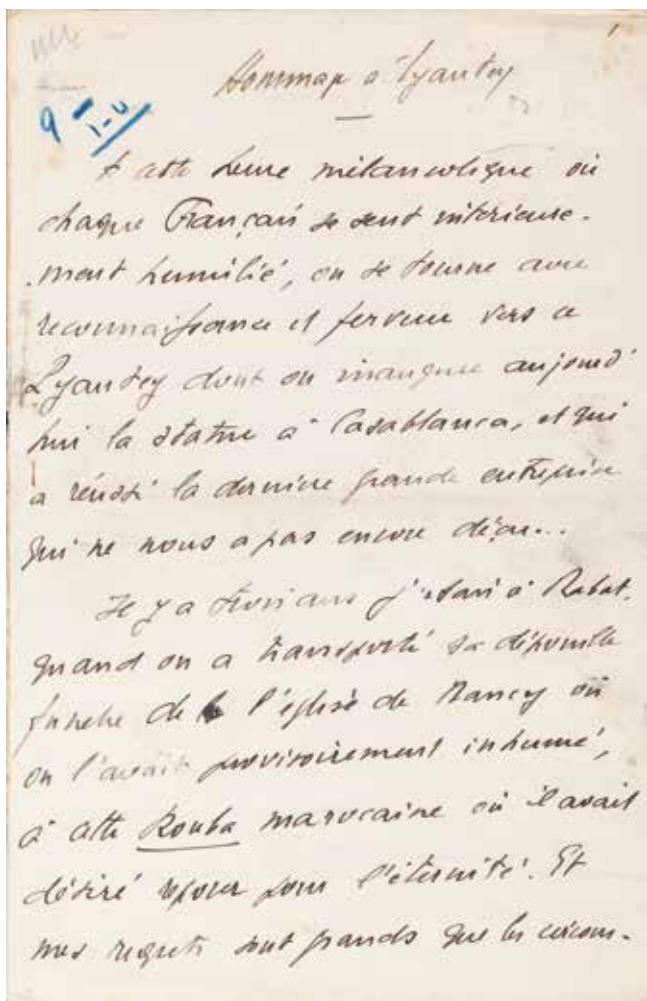 1
Hommage à Lyautey
9
A cette heure mélancolique où
chaque Français se sent intérieure-
ment humilié, on se tourne avec
reconnaissance et ferveur vers ce
Lyautey dont on inaugure aujourd'
hui la statue à Casablanca, et qui
a réussi la dernière grande entreprise
qui ne nous a pas encore déçu...
Il y a trois ans j'étais à Rabat,
quand on a transporté sa dépouille
funèbre de l'église de Nancy où
on l'avait provisoirement inhumé,
à cette Kouba marocaine où il avait
désiré reposer pour l'éternité. Et
mes regrets sont grands que les circons-